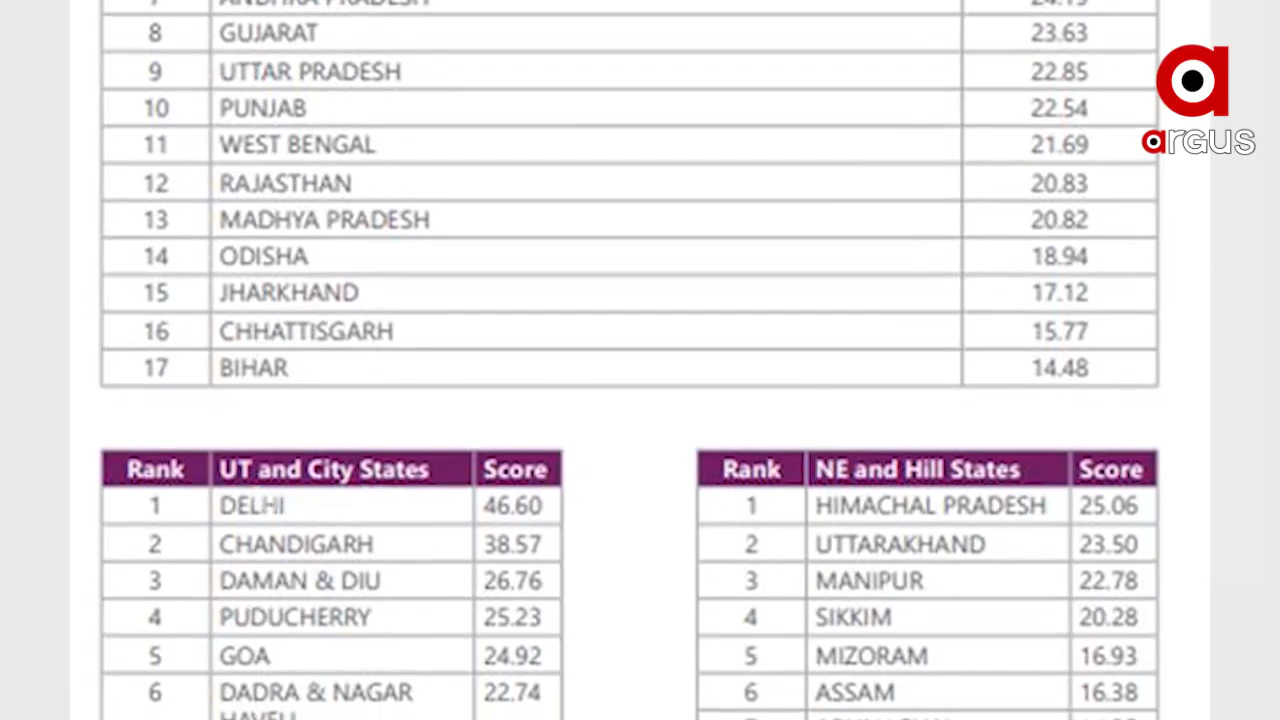 8 GUJARAT 23.63
9 UTTAR PRADESH 22.85
10 PUNJAB 22.54
11 WEST BENGAL 21.69
12 RAJASTHAN 20.83
13 MADHYA PRADESH 20.82
14 ODISHA 18.94
15 JHARKHAND 17.12
16 CHHATTISGARH 15.77
17 BIHAR 14.48
argus
Rank UT and City States Score
1 DELHI 46.60
2 CHANDIGARH 38.57
3 DAMAN & DIU 26.76
4 PUDUCHERRY 25.23
5 GOA 24.92
6 DADRA & NAGAR 22.74
Rank NE and Hill States Score
1 HIMACHAL PRADESH 25.06
2 UTTARAKHAND 23.50
3 MANIPUR 22.78
4 SIKKIM 20.28
5 MIZORAM 16.93
6 ASSAM 16.38